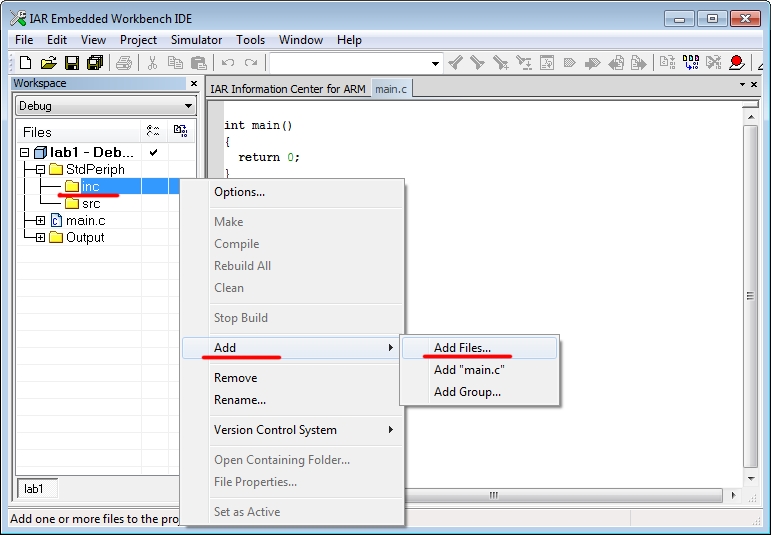 IAR Embedded Workbench IDE
File Edit View Project Simulator Tools Window Help
Workspace
Debug
Files
lab1 - Deb...
StdPeriph
inc
src
main.c
Output
lab1
IAR Information Center for ARM main.c
int main()
{
return 0;
}
Options...
Make
Compile
Rebuild All
Clean
Stop Build
Add
Remove
Rename...
Version Control System
Open Containing Folder...
File Properties...
Set as Active
Add Files...
Add "main.c"
Add Group...
Add one or more files to the pro